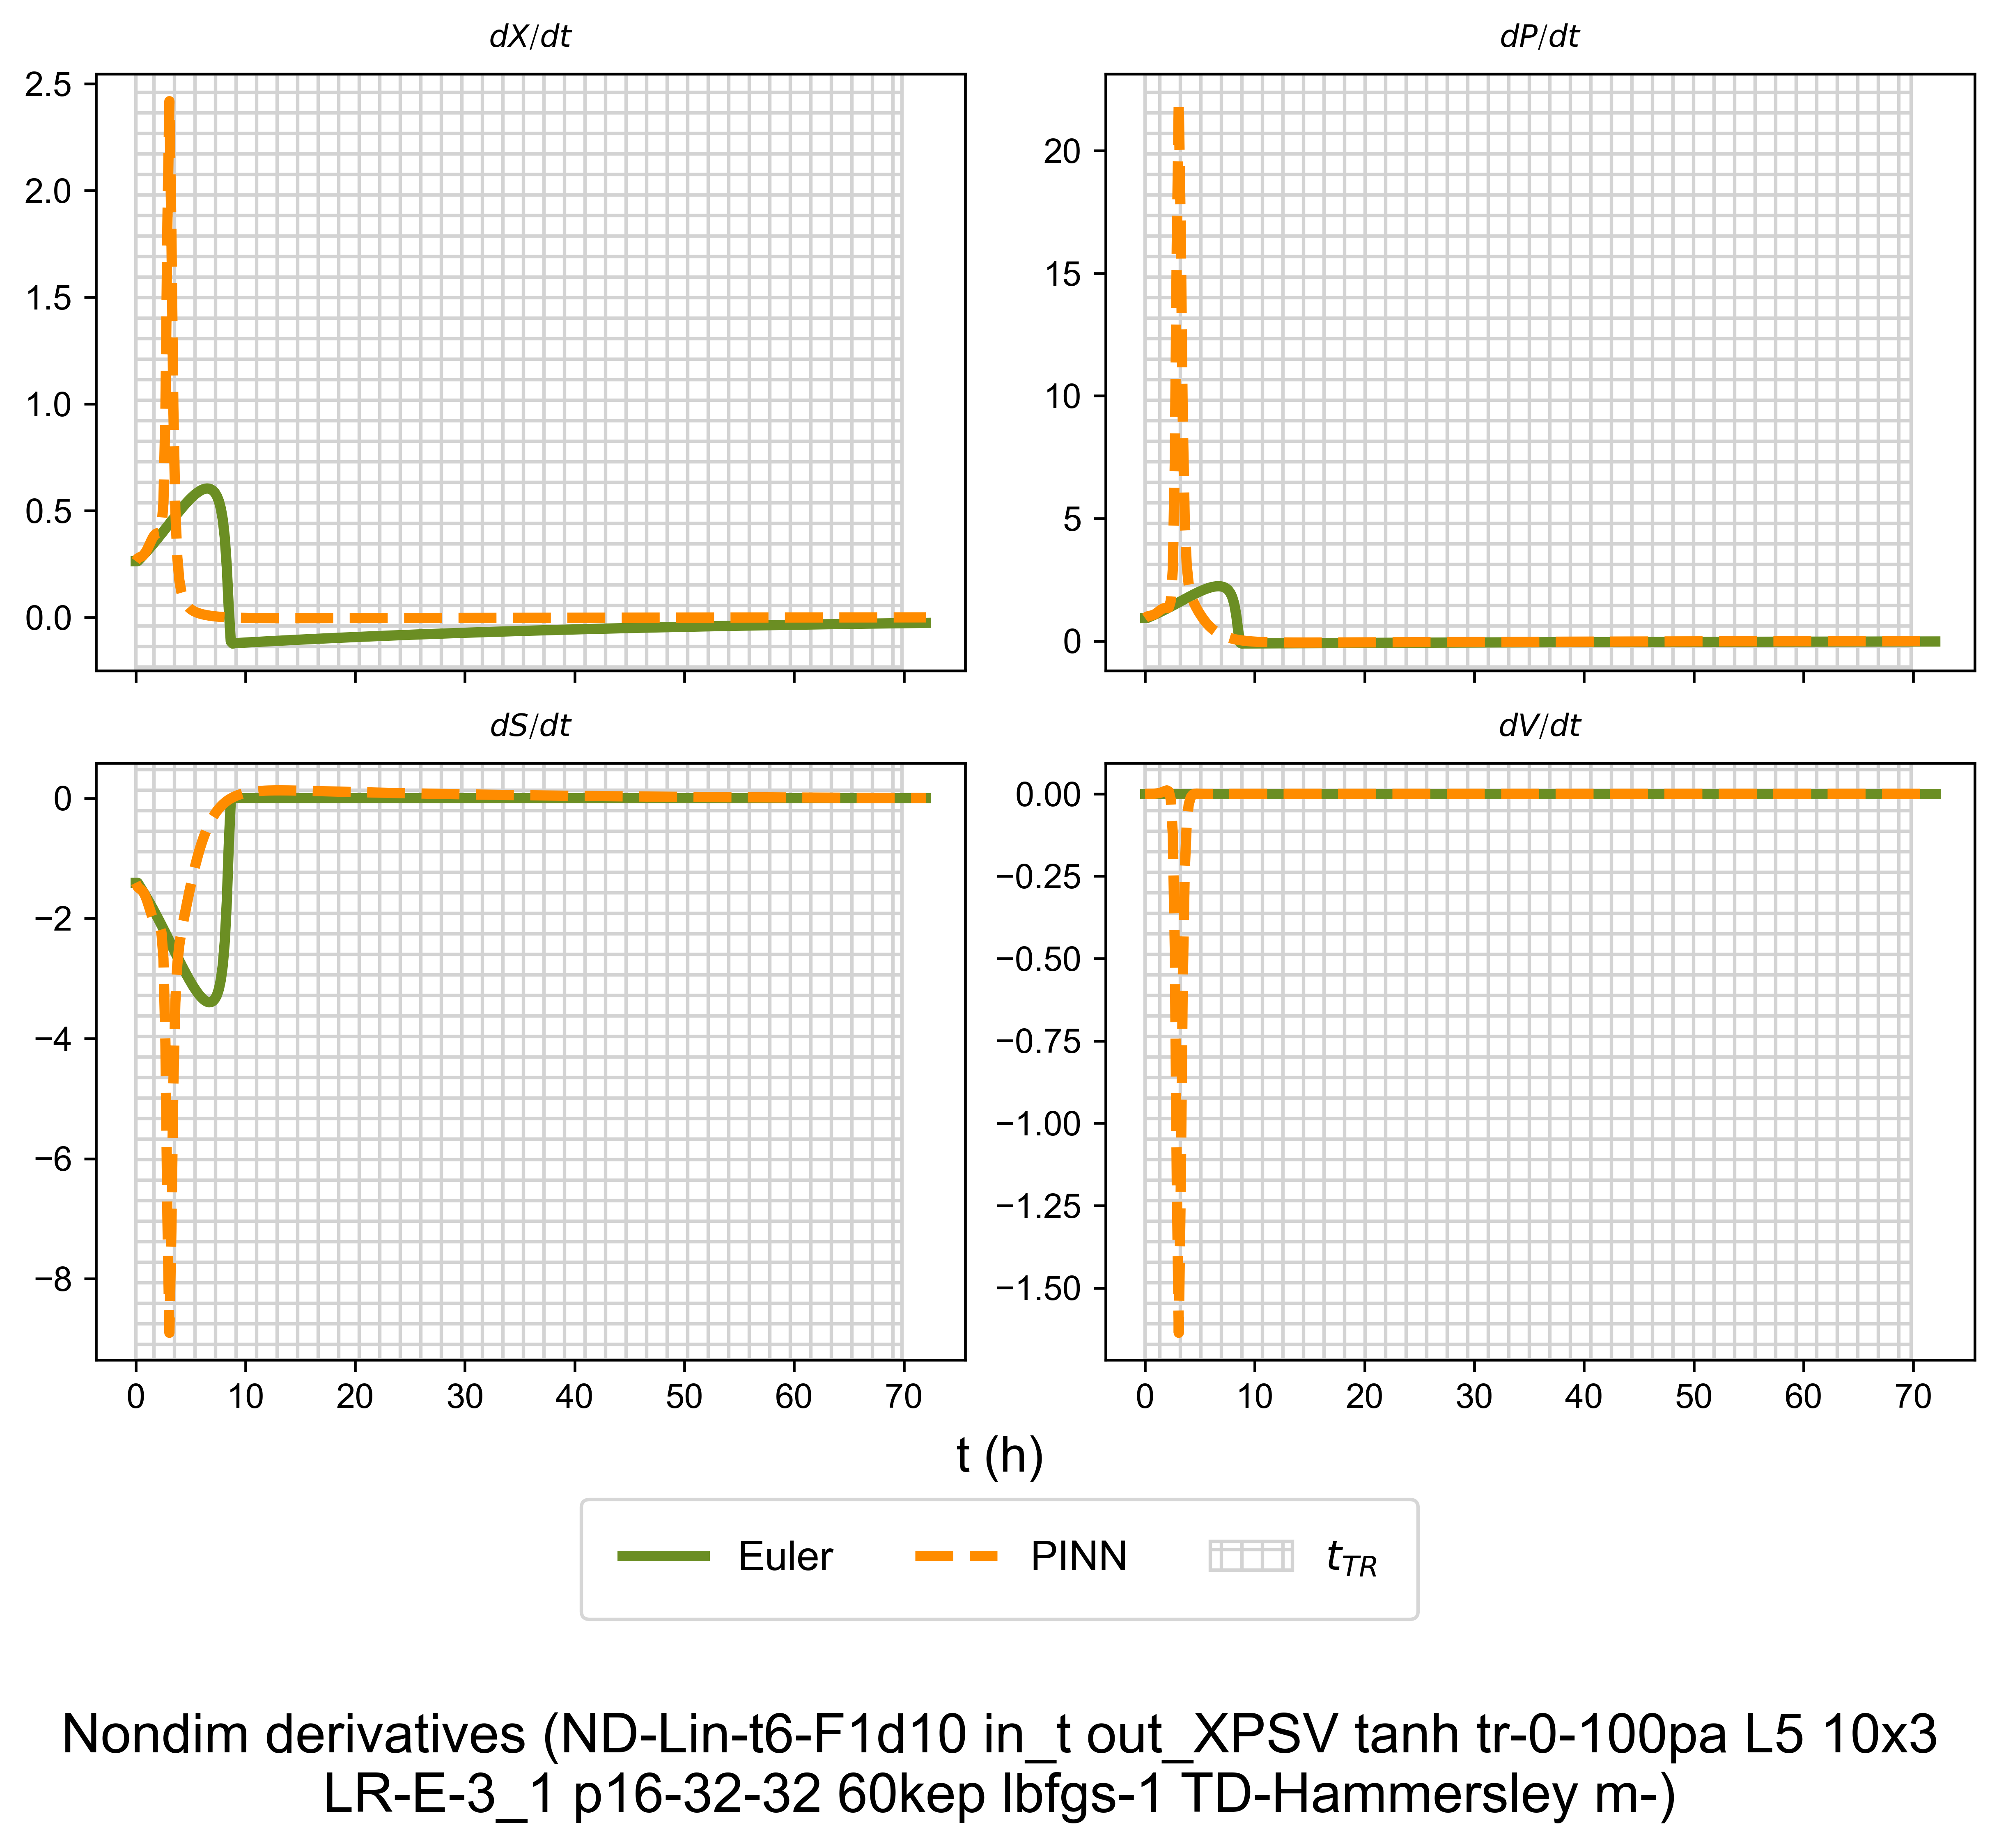 dX/dt
dP/dt
2.5
2.0
1.5
1.0
0.5
0.0
20
15
10
5
0
dS/dt
dV/dt
0
−2
−4
−6
−8
0.00
−0.25
−0.50
−0.75
−1.00
−1.25
−1.50
0 10 20 30 40 50 60 70
0 10 20 30 40 50 60 70
t (h)
Euler PINN t_TR
Nondim derivatives (ND-Lin-t6-F1d10 in_t out_XPSV tanh tr-0-100pa L5 10x3
LR-E-3_1 p16-32-32 60kep lbfgs-1 TD-Hammersley m-)